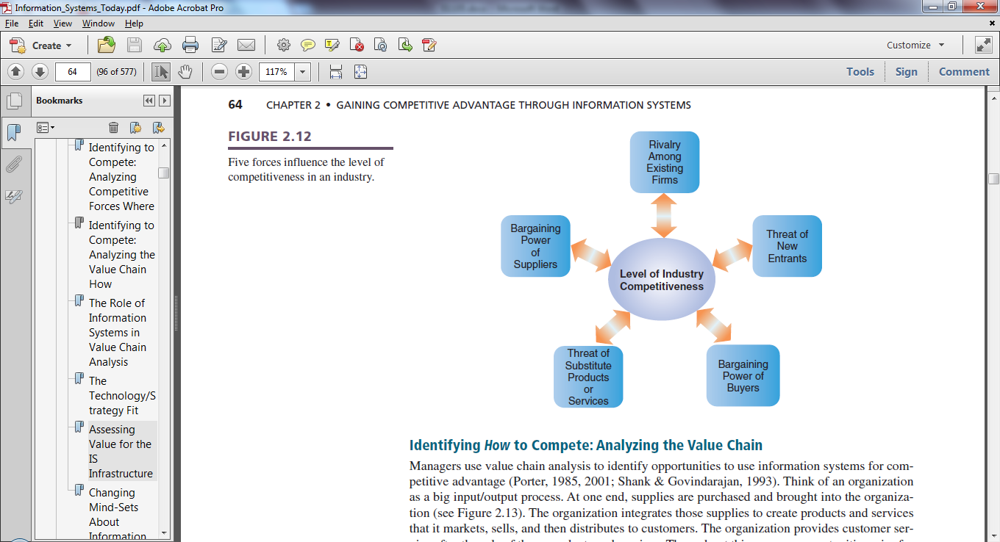 Information_Systems_Today.pdf - Adobe Acrobat Pro
File Edit View Window Help
Create Customize
64 (96 of 577) 117% Tools Sign Comment
Bookmarks
Identifying to
Compete:
Analyzing
Competitive
Forces Where
Identifying to
Compete:
Analyzing the
Value Chain
How
The Role of
Information
Systems in
Value Chain
Analysis
The
Technology/S
trategy Fit
Assessing
Value for the
IS
Infrastructure
Changing
Mind-Sets
About
Information
64 CHAPTER 2 • GAINING COMPETITIVE ADVANTAGE THROUGH INFORMATION SYSTEMS
FIGURE 2.12
Five forces influence the level of
competitiveness in an industry.
Rivalry
Among
Existing
Firms
Bargaining
Power
of
Suppliers
Threat of
New
Entrants
Level of Industry
Competitiveness
Threat of
Substitute
Products
or
Services
Bargaining
Power of
Buyers
Identifying How to Compete: Analyzing the Value Chain
Managers use value chain analysis to identify opportunities to use information systems for com-
petitive advantage (Porter, 1985, 2001; Shank & Govindarajan, 1993). Think of an organization
as a big input/output process. At one end, supplies are purchased and brought into the organiza-
tion (see Figure 2.13). The organization integrates those supplies to create products and services
that it markets, sells, and then distributes to customers. The organization provides customer ser-